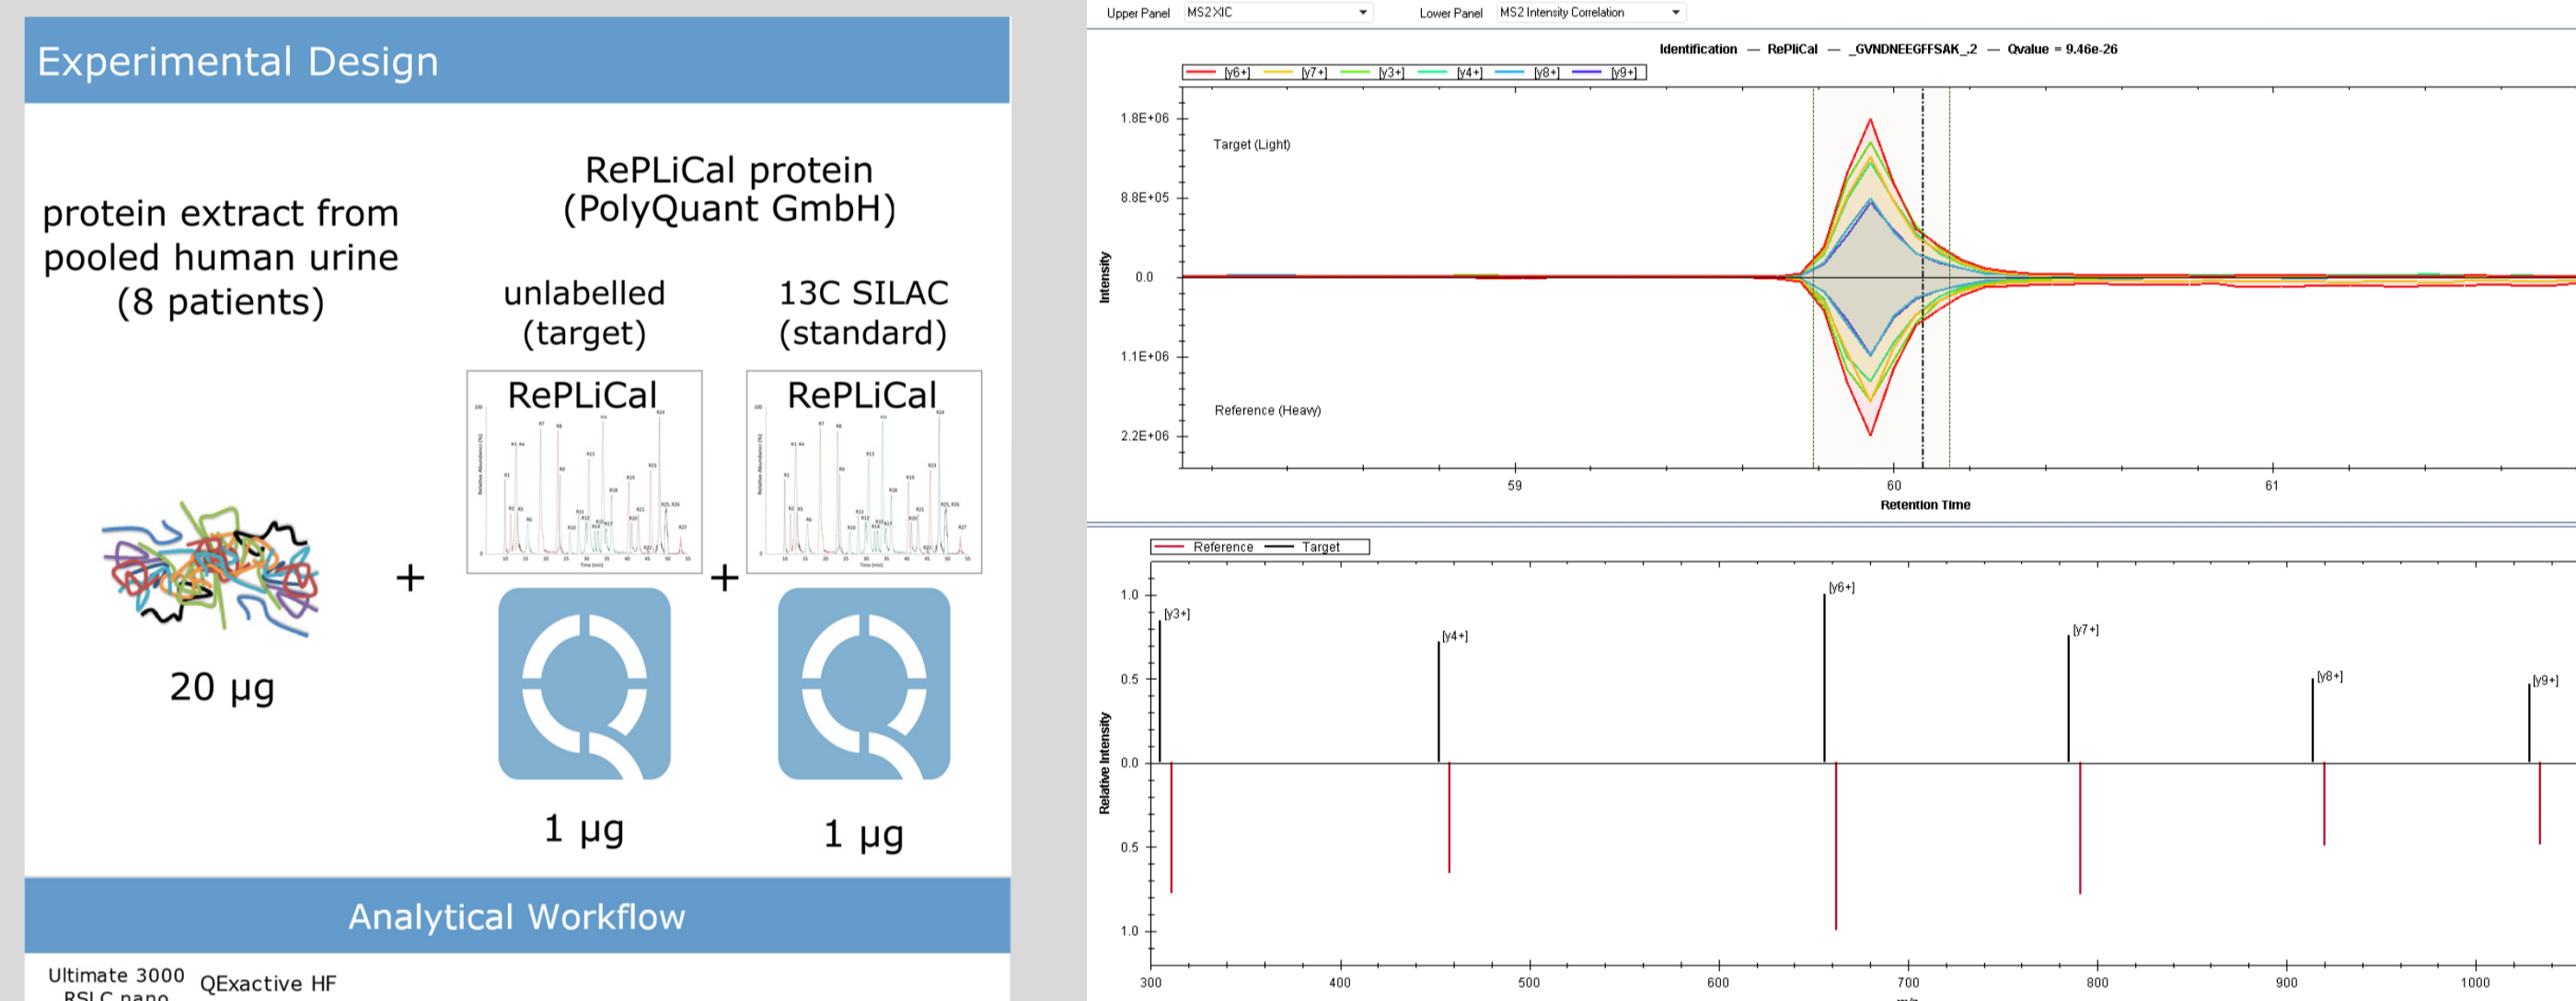 Experimental Design
protein extract from
pooled human urine
(8 patients)
RePLiCal protein
(PolyQuant GmbH)
unlabelled
(target)
13C SILAC
(standard)
RePLiCal
RePLiCal
+
+
20 µg
1 µg
1 µg
Analytical Workflow
Ultimate 3000
QExactive HF
RSLC nano
Upper Panel MS2 XIC
Lower Panel MS2 Intensity Correlation
Identification — RePliCal — _GVNDNEEGFFSAK_.2 — Qvalue = 9.46e-26
[y6+] [y7+] [y3+] [y4+] [y8+] [y9+]
Intensity
1.8E+06
Target (Light)
8.8E+05
0.0
1.1E+06
Reference (Heavy)
2.2E+06
59 60 61
Retention Time
Reference Target
Relative Intensity
1.0
0.5
0.0
0.5
1.0
[y3+]
[y4+]
[y6+]
[y7+]
[y8+]
[y9+]
300 400 500 600 700 800 900 1000